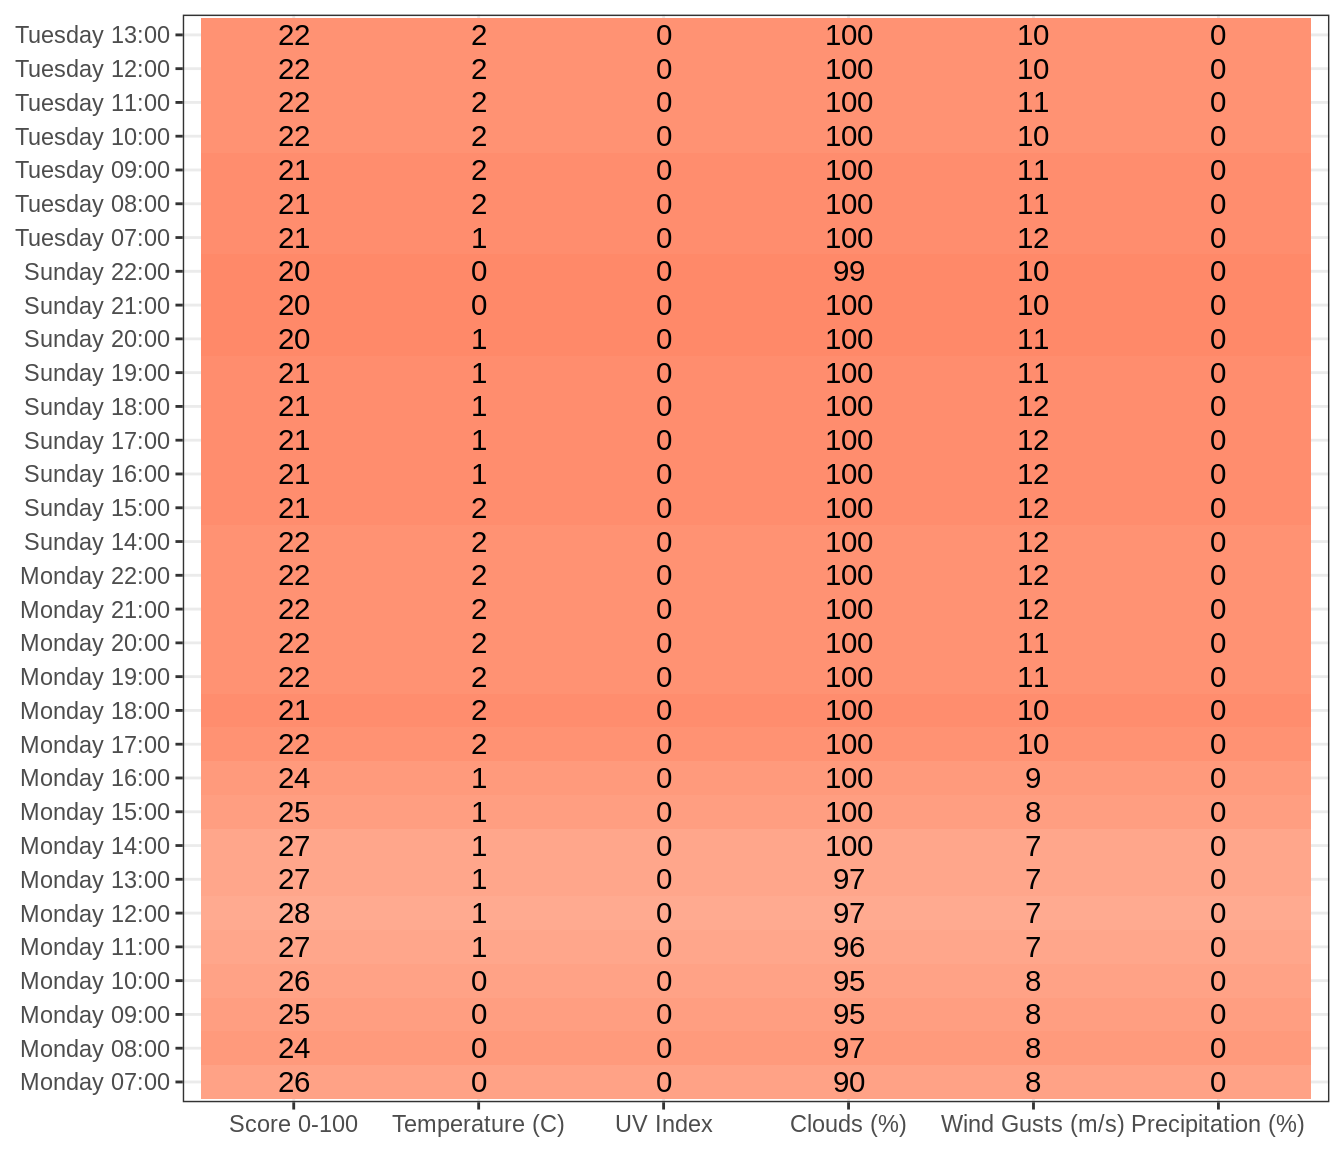 Tuesday 13:00 22 2 0 100 10 0
Tuesday 12:00 22 2 0 100 10 0
Tuesday 11:00 22 2 0 100 11 0
Tuesday 10:00 22 2 0 100 10 0
Tuesday 09:00 21 2 0 100 11 0
Tuesday 08:00 21 2 0 100 11 0
Tuesday 07:00 21 1 0 100 12 0
Sunday 22:00 20 0 0 99 10 0
Sunday 21:00 20 0 0 100 10 0
Sunday 20:00 20 1 0 100 11 0
Sunday 19:00 21 1 0 100 11 0
Sunday 18:00 21 1 0 100 12 0
Sunday 17:00 21 1 0 100 12 0
Sunday 16:00 21 1 0 100 12 0
Sunday 15:00 21 2 0 100 12 0
Sunday 14:00 22 2 0 100 12 0
Monday 22:00 22 2 0 100 12 0
Monday 21:00 22 2 0 100 12 0
Monday 20:00 22 2 0 100 11 0
Monday 19:00 22 2 0 100 11 0
Monday 18:00 21 2 0 100 10 0
Monday 17:00 22 2 0 100 10 0
Monday 16:00 24 1 0 100 9 0
Monday 15:00 25 1 0 100 8 0
Monday 14:00 27 1 0 100 7 0
Monday 13:00 27 1 0 97 7 0
Monday 12:00 28 1 0 97 7 0
Monday 11:00 27 1 0 96 7 0
Monday 10:00 26 0 0 95 8 0
Monday 09:00 25 0 0 95 8 0
Monday 08:00 24 0 0 97 8 0
Monday 07:00 26 0 0 90 8 0
Score 0-100 Temperature (C) UV Index Clouds (%) Wind Gusts (m/s) Precipitation (%)